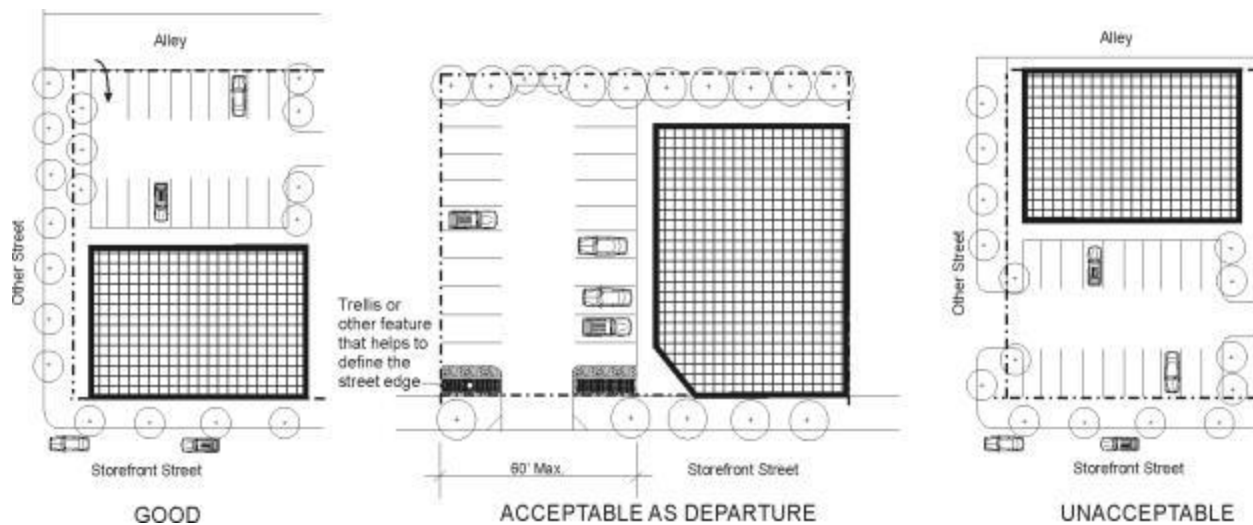 Alley
Other Street
Storefront Street
GOOD
Trellis or
other feature
that helps to
define the
street edge
60' Max.
Storefront Street
ACCEPTABLE AS DEPARTURE
Alley
Other Street
Storefront Street
UNACCEPTABLE